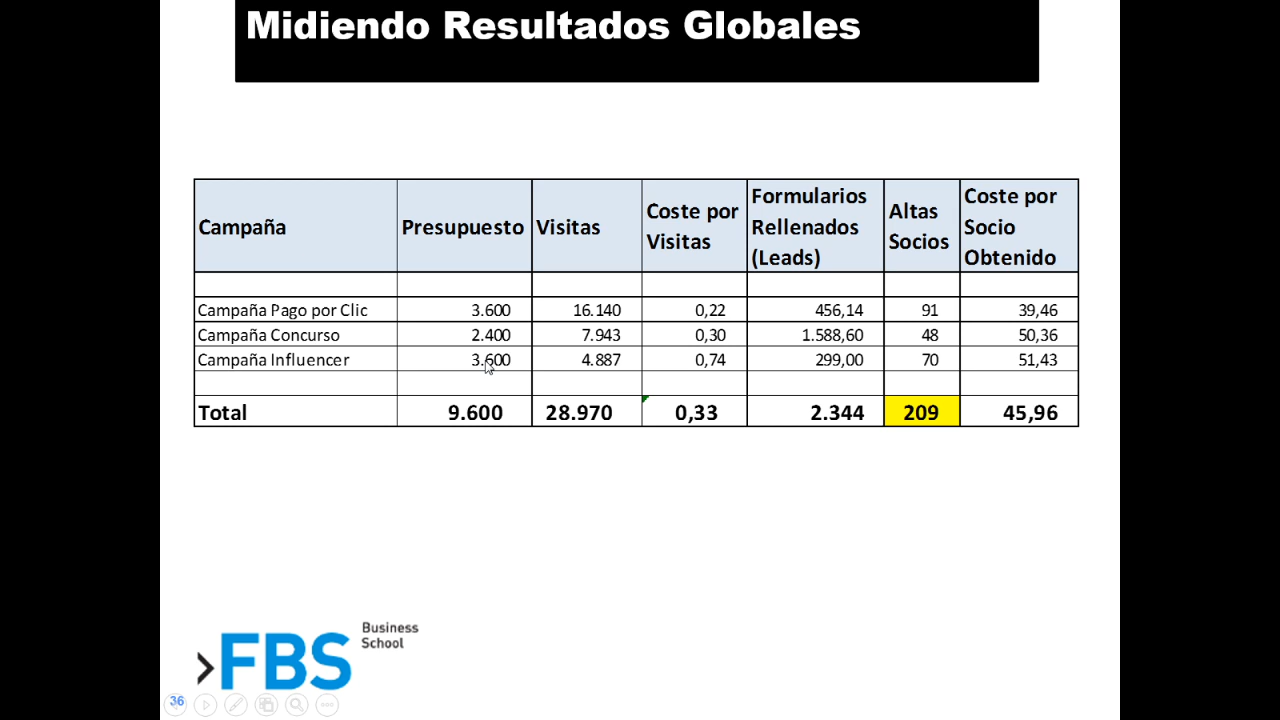 Midiendo Resultados Globales
Campaña Presupuesto Visitas Coste por Visitas Formularios Rellenados (Leads) Altas Socios Coste por Socio Obtenido
Campaña Pago por Clic 3.600 16.140 0,22 456,14 91 39,46
Campaña Concurso 2.400 7.943 0,30 1.588,60 48 50,36
Campaña Influencer 3.600 4.887 0,74 299,00 70 51,43
Total 9.600 28.970 0,33 2.344 209 45,96
FBS Business School
36